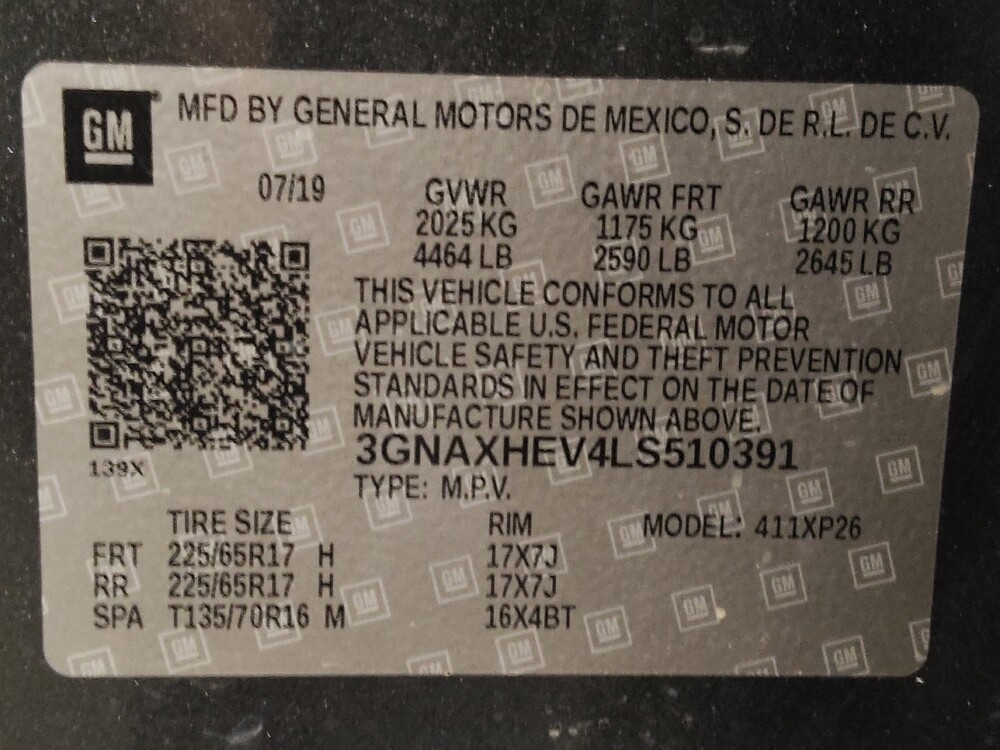 GM® MFD BY GENERAL MOTORS DE MEXICO, S. DE R.L. DE C.V.
07/19 GVWR GAWR FRT GAWR RR
2025 KG 1175 KG 1200 KG
4464 LB 2590 LB 2645 LB
THIS VEHICLE CONFORMS TO ALL
APPLICABLE U.S. FEDERAL MOTOR
VEHICLE SAFETY AND THEFT PREVENTION
STANDARDS IN EFFECT ON THE DATE OF
MANUFACTURE SHOWN ABOVE.
3GNAXHEV4LS510391
139X
TYPE: M.P.V.
TIRE SIZE RIM MODEL: 411XP26
FRT 225/65R17 H 17X7J
RR 225/65R17 H 17X7J
SPA T135/70R16 M 16X4BT